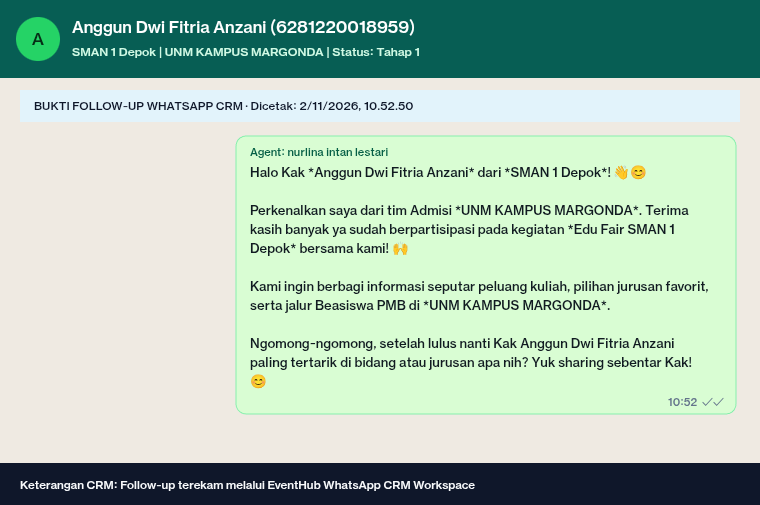 A
Anggun Dwi Fitria Anzani (6281220018959)
SMAN 1 Depok | UNM KAMPUS MARGONDA | Status: Tahap 1
BUKTI FOLLOW-UP WHATSAPP CRM · Dicetak: 2/11/2026, 10.52.50
Agent: nurlina intan lestari
Halo Kak *Anggun Dwi Fitria Anzani* dari *SMAN 1 Depok*! 👋😊
Perkenalkan saya dari tim Admisi *UNM KAMPUS MARGONDA*. Terima
kasih banyak ya sudah berpartisipasi pada kegiatan *Edu Fair SMAN 1
Depok* bersama kami! 🙌
Kami ingin berbagi informasi seputar peluang kuliah, pilihan jurusan favorit,
serta jalur Beasiswa PMB di *UNM KAMPUS MARGONDA*.
Ngomong-ngomong, setelah lulus nanti Kak Anggun Dwi Fitria Anzani
paling tertarik di bidang atau jurusan apa nih? Yuk sharing sebentar Kak!
😊
10:52 ✓✓
Keterangan CRM: Follow-up terekam melalui EventHub WhatsApp CRM Workspace